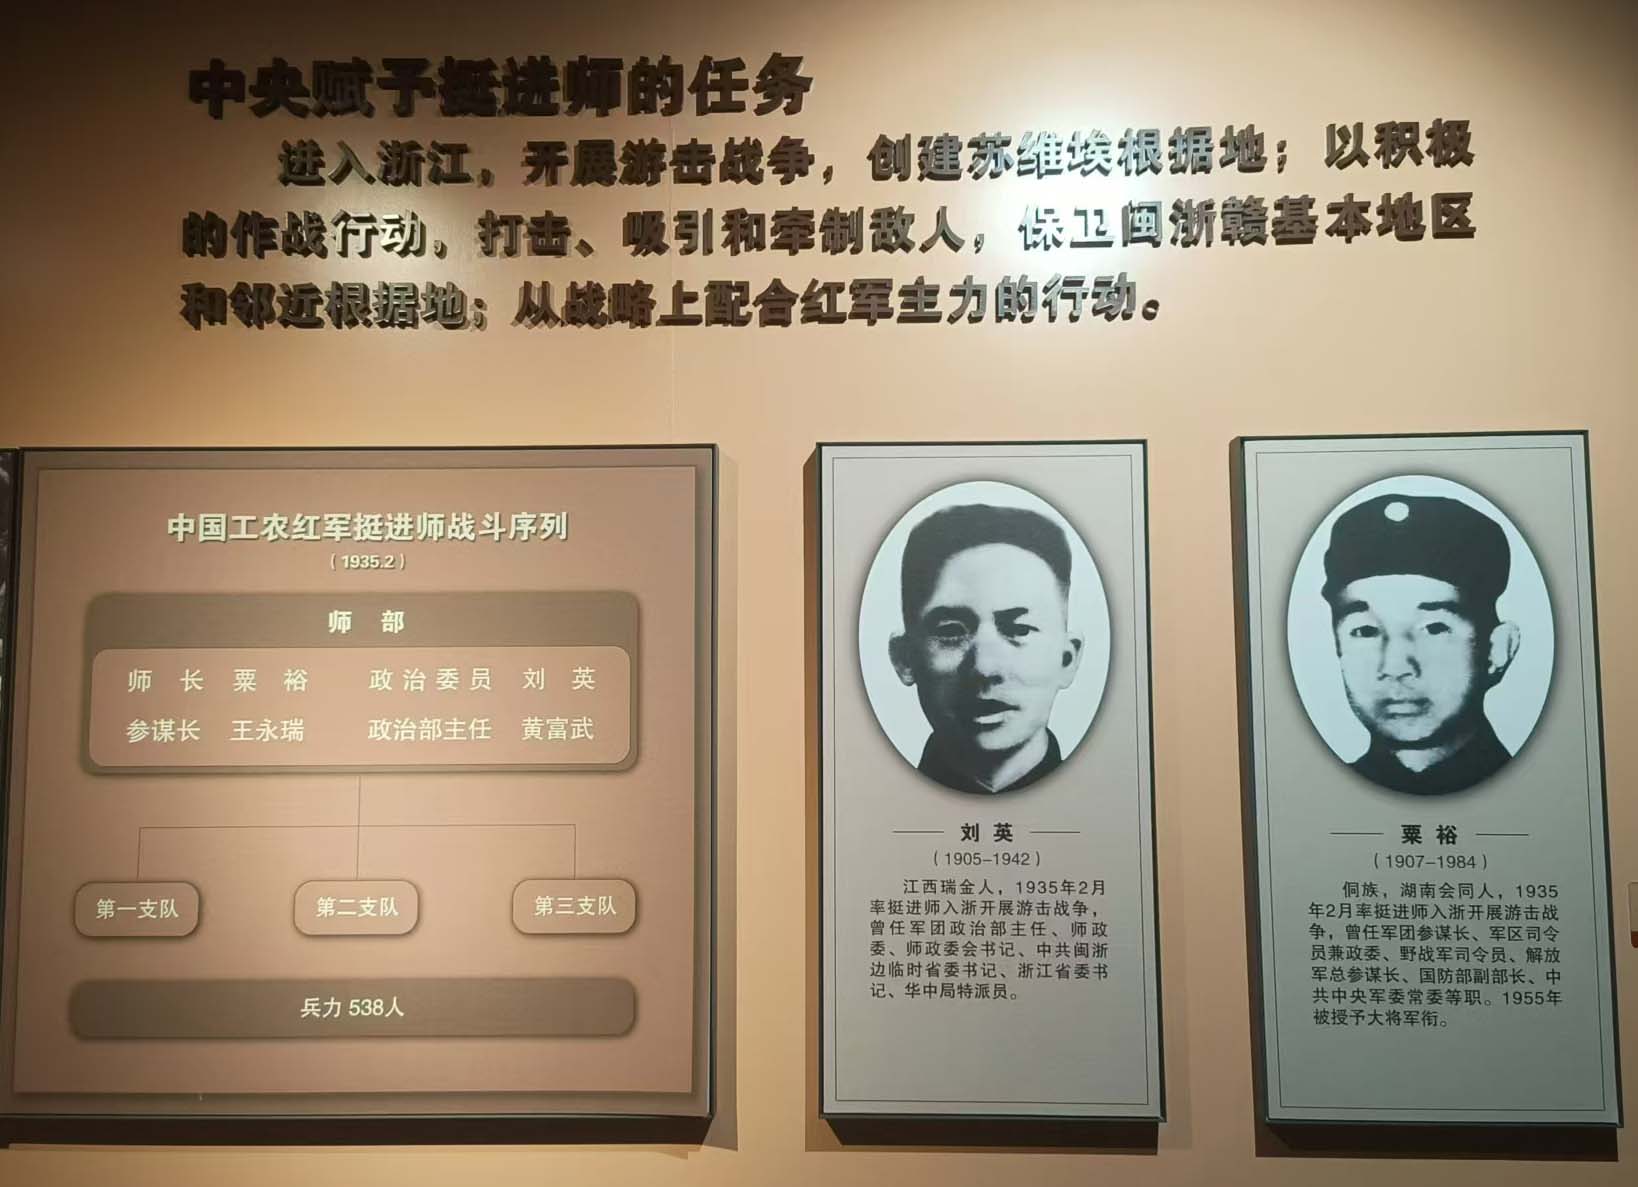 中央赋予挺进师的任务
进入浙江，开展游击战争，创建苏维埃根据地；以积极
的作战行动，打击、吸引和牵制敌人，保卫闽浙赣基本地区
和邻近根据地；从战略上配合红军主力的行动。
中国工农红军挺进师战斗序列
（1935.2）
师 部
师 长 粟 裕 政治委员 刘 英
参谋长 王永瑞 政治部主任 黄富武
第一支队 第二支队 第三支队
兵力 538人
刘 英
（1905–1942）
江西瑞金人，1935年2月
率挺进师入浙开展游击战争，
曾任军团政治部主任、师政
委、师政委会书记、中共闽浙
边临时省委书记、浙江省委书
记、华中局特派员。
粟 裕
（1907–1984）
侗族，湖南会同人，1935
年2月率挺进师入浙开展游击战
争，曾任军团参谋长、军区司令
员兼政委、野战军司令员、解放
军总参谋长、国防部副部长、中
共中央军委常委等职。1955年
被授予大将军衔。